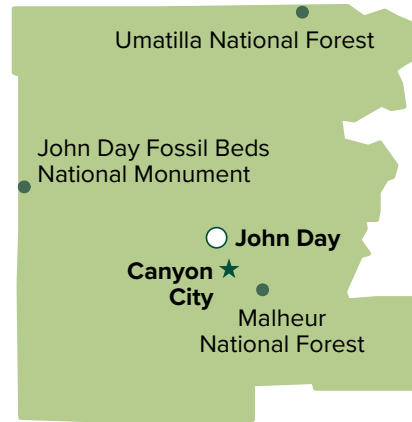 Umatilla National Forest
John Day Fossil Beds
National Monument
John Day
Canyon
City
Malheur
National Forest